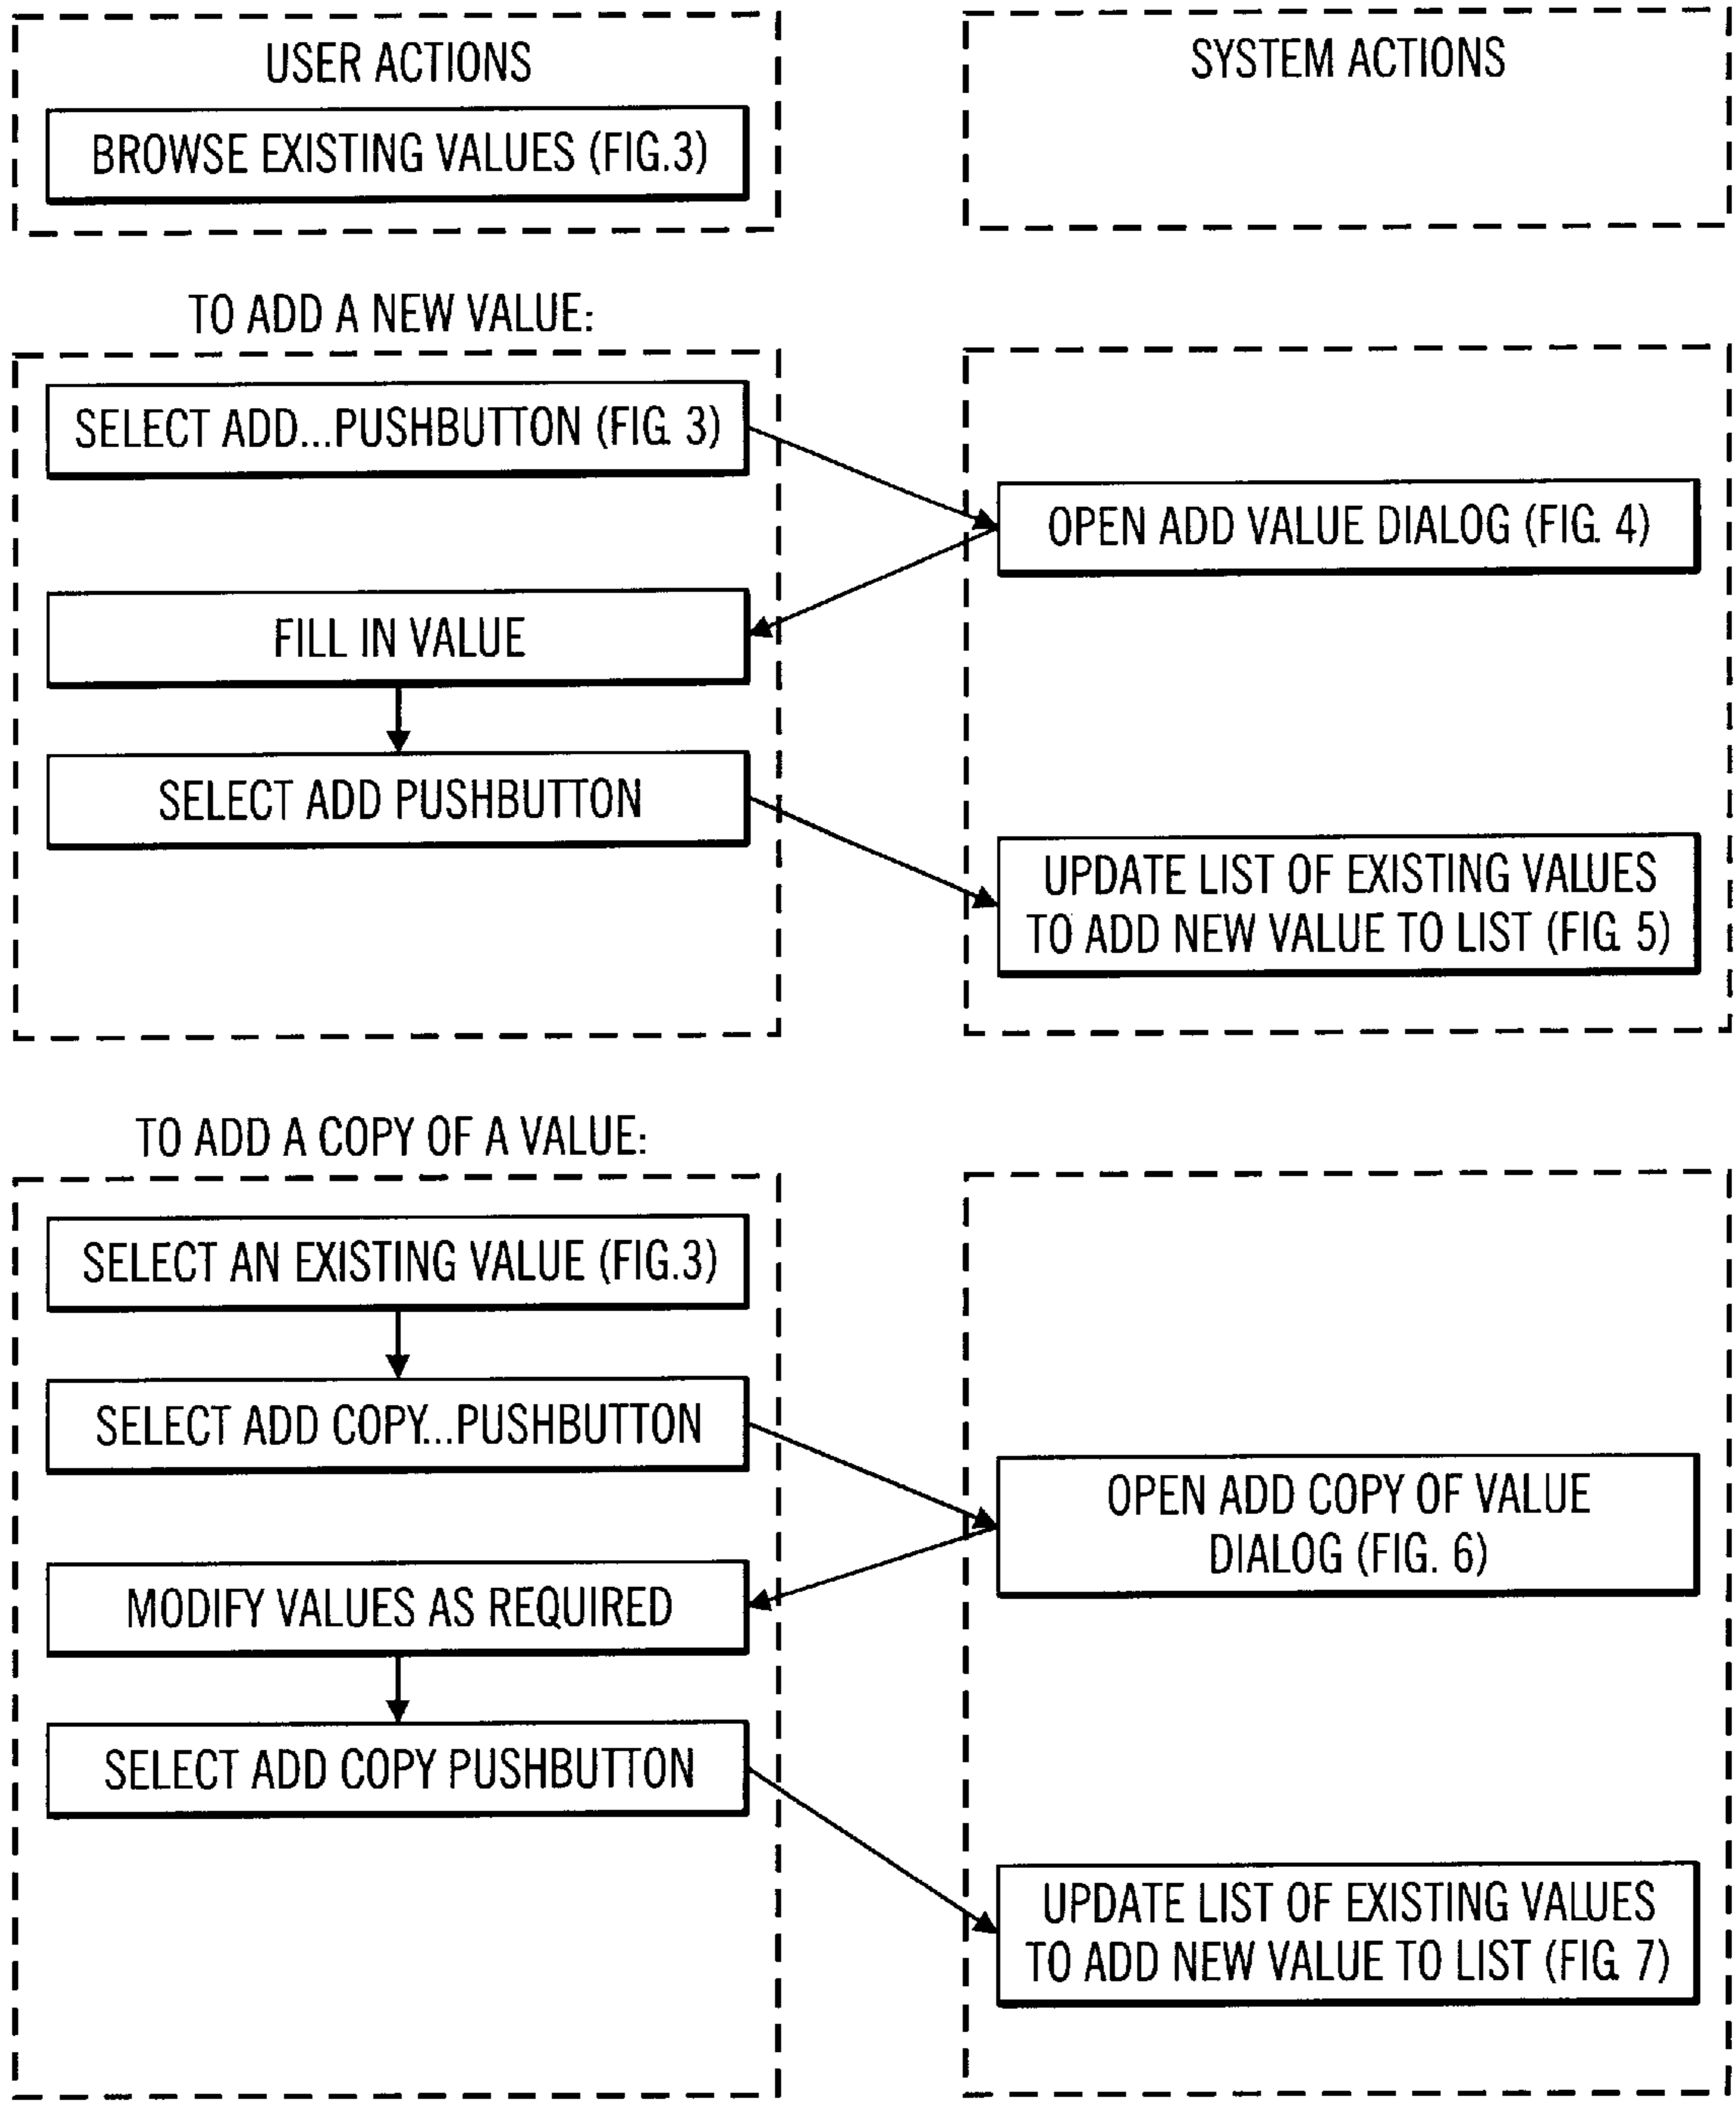 USER ACTIONS
SYSTEM ACTIONS
BROWSE EXISTING VALUES (FIG.3)
TO ADD A NEW VALUE:
SELECT ADD...PUSHBUTTON (FIG. 3)
OPEN ADD VALUE DIALOG (FIG. 4)
FILL IN VALUE
SELECT ADD PUSHBUTTON
UPDATE LIST OF EXISTING VALUES
TO ADD NEW VALUE TO LIST (FIG. 5)
TO ADD A COPY OF A VALUE:
SELECT AN EXISTING VALUE (FIG.3)
SELECT ADD COPY...PUSHBUTTON
OPEN ADD COPY OF VALUE
DIALOG (FIG. 6)
MODIFY VALUES AS REQUIRED
SELECT ADD COPY PUSHBUTTON
UPDATE LIST OF EXISTING VALUES
TO ADD NEW VALUE TO LIST (FIG. 7)